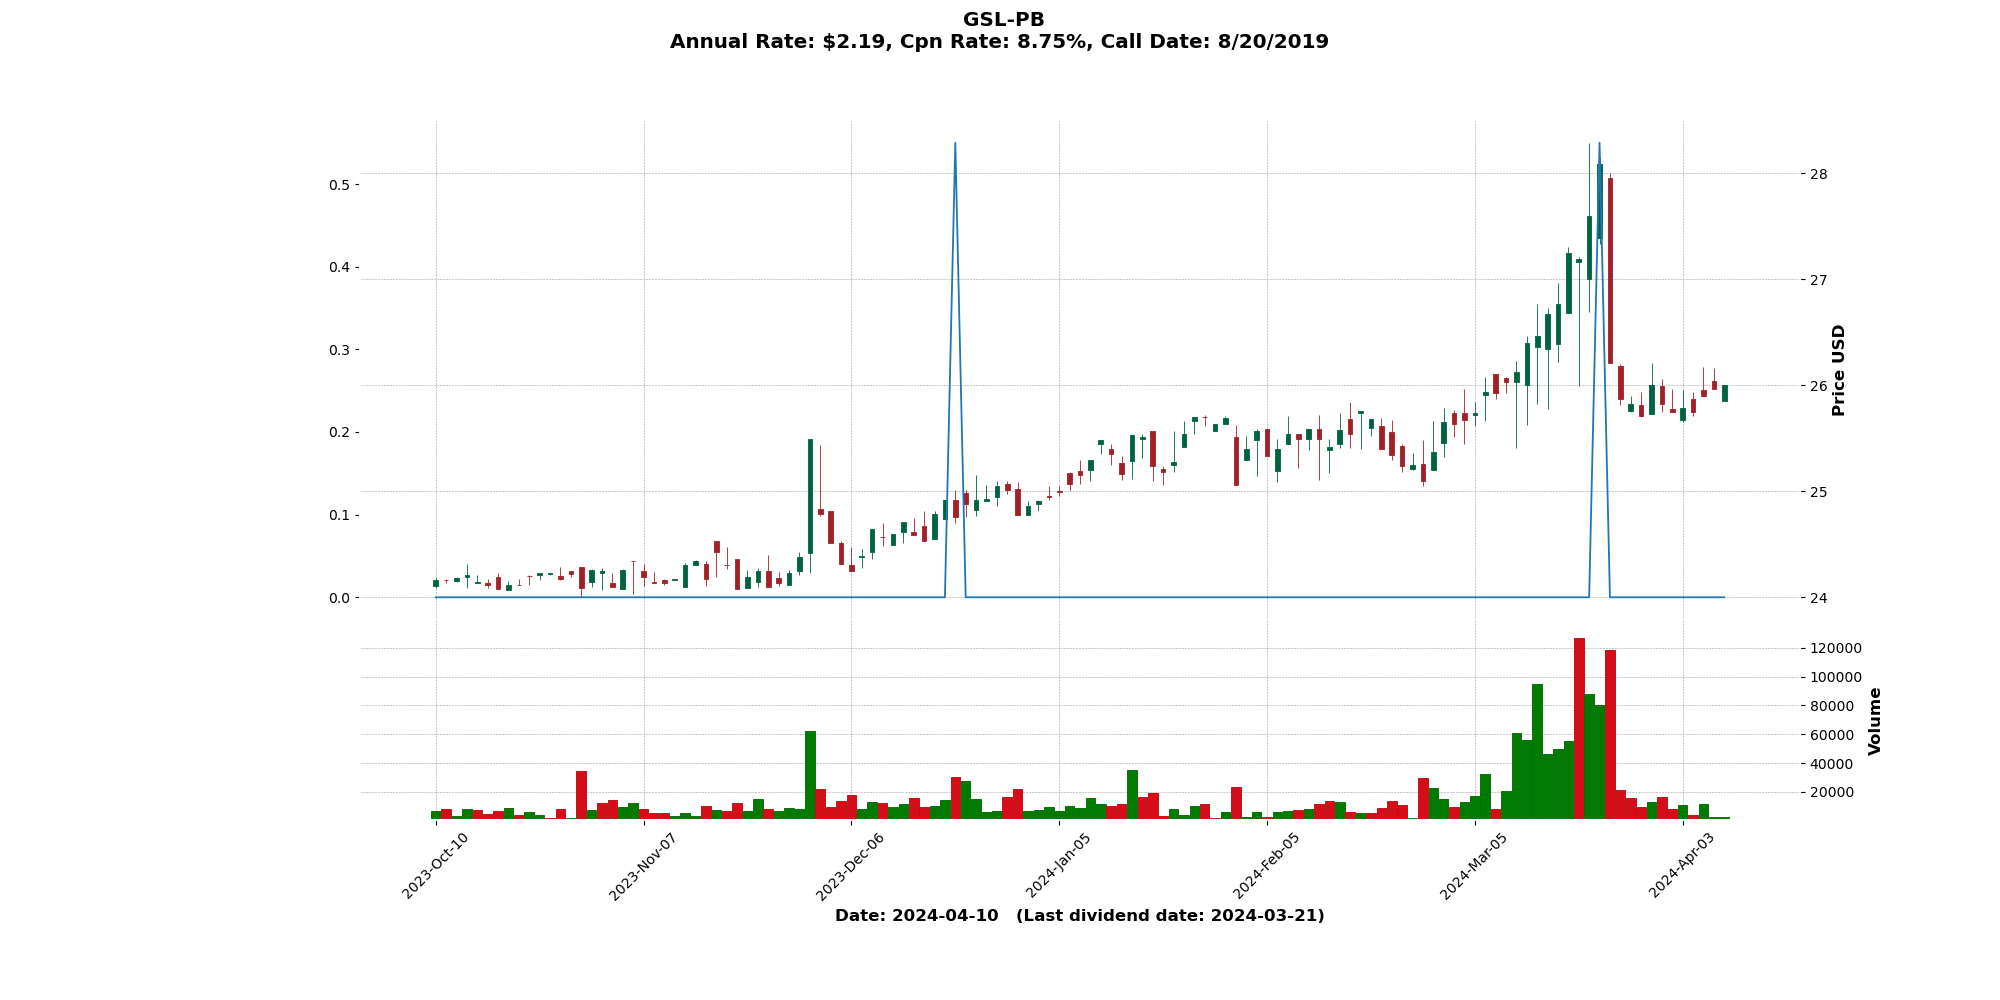 GSL-PB
Annual Rate: $2.19, Cpn Rate: 8.75%, Call Date: 8/20/2019
0.5
0.4
0.3
0.2
0.1
0.0
28
27
26
25
24
Price USD
120000
100000
80000
60000
40000
20000
Volume
2023-Oct-10
2023-Nov-07
2023-Dec-06
2024-Jan-05
2024-Feb-05
2024-Mar-05
2024-Apr-03
Date: 2024-04-10   (Last dividend date: 2024-03-21)